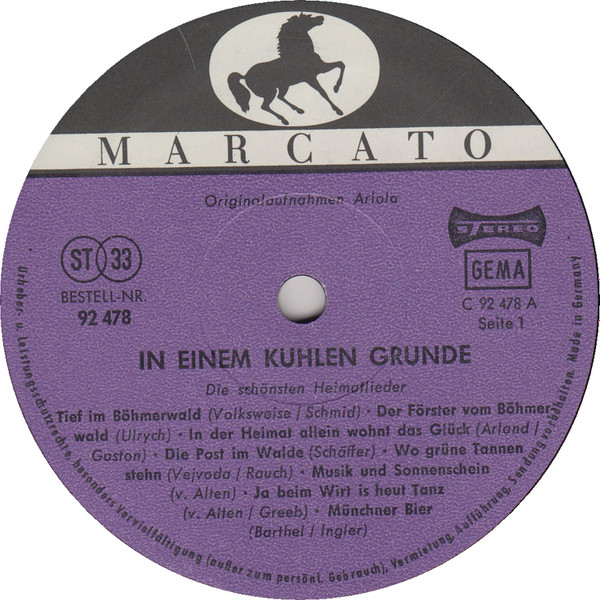 MARCATO
Originalaufnahmen Ariola
STEREO
ST 33
GEMA
BESTELL-NR.
92 478
C 92 478 A
Seite 1
IN EINEM KUHLEN GRUNDE
Die schönsten Heimatlieder
Tief im Böhmerwald (Volksweise / Schmid) · Der Förster vom Böhmer-
wald (Ulrych) · In der Heimat allein wohnt das Glück (Arland /
Gaston) · Die Post im Walde (Schäffer) · Wo grüne Tannen
stehn (Vejvoda / Rauch) · Musik und Sonnenschein
(v. Alten) · Ja beim Wirt is heut Tanz
(v. Alten / Greeb) · Münchner Bier
(Barthel / Ingler)
Urheber- u. Leistungsschutzrechte, besonders Vervielfältigung (außer zum persönl. Gebrauch), Vermietung, Aufführung, Sendung vorbehalten. Made in Germany